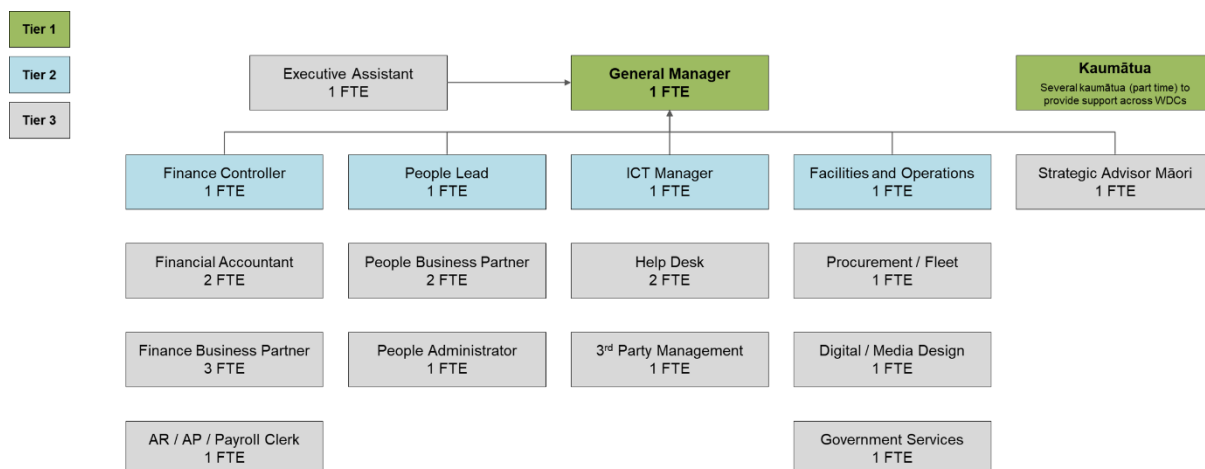 Tier 1
Tier 2
Tier 3
Executive Assistant
1 FTE
General Manager
1 FTE
Kaumātua
Several kaumātua (part time) to
provide support across WDCs
Finance Controller
1 FTE
People Lead
1 FTE
ICT Manager
1 FTE
Facilities and Operations
1 FTE
Strategic Advisor Māori
1 FTE
Financial Accountant
2 FTE
People Business Partner
2 FTE
Help Desk
2 FTE
Procurement / Fleet
1 FTE
Finance Business Partner
3 FTE
People Administrator
1 FTE
3rd Party Management
1 FTE
Digital / Media Design
1 FTE
AR / AP / Payroll Clerk
1 FTE
Government Services
1 FTE